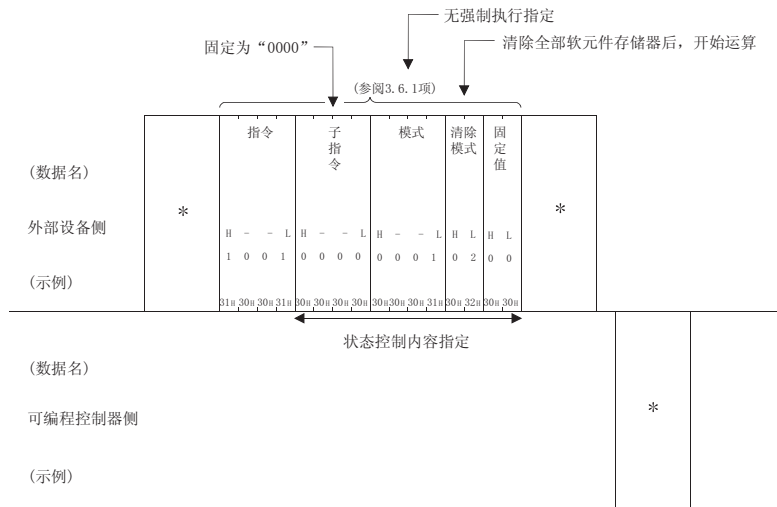 无强制执行指定
固定为“0000”
清除全部软元件存储器后，开始运算
(参阅3.6.1项)
指令 子指令 模式 清除模式 固定值
(数据名)
* *
外部设备侧
H - - L H - - L H - - L H L H L
1 0 0 1 0 0 0 0 0 0 0 1 0 2 0 0
(示例)
31H 30H 30H 31H 30H 30H 30H 30H 30H 30H 30H 31H 30H 32H 30H 30H
状态控制内容指定
(数据名)
*
可编程控制器侧
(示例)